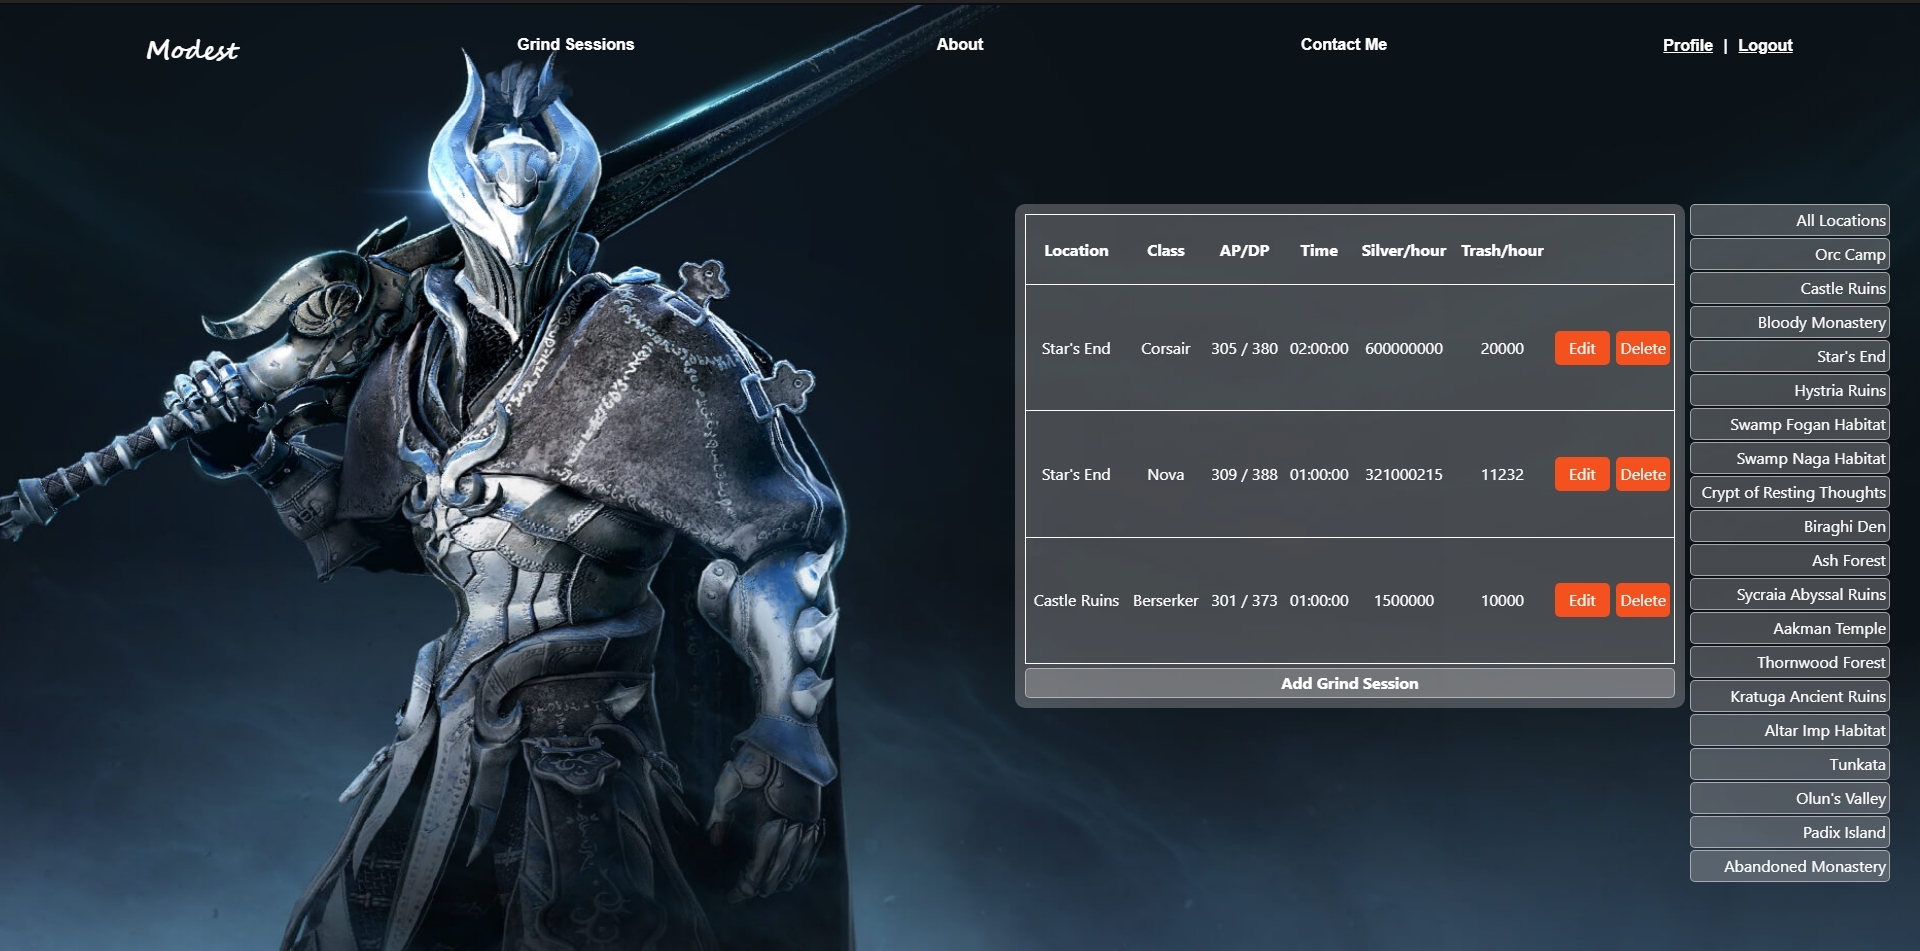 Modest
Grind Sessions
About
Contact Me
Profile | Logout
Location Class AP/DP Time Silver/hour Trash/hour
Star's End Corsair 305 / 380 02:00:00 600000000 20000 Edit Delete
Star's End Nova 309 / 388 01:00:00 321000215 11232 Edit Delete
Castle Ruins Berserker 301 / 373 01:00:00 1500000 10000 Edit Delete
Add Grind Session
All Locations
Orc Camp
Castle Ruins
Bloody Monastery
Star's End
Hystria Ruins
Swamp Fogan Habitat
Swamp Naga Habitat
Crypt of Resting Thoughts
Biraghi Den
Ash Forest
Sycraia Abyssal Ruins
Aakman Temple
Thornwood Forest
Kratuga Ancient Ruins
Altar Imp Habitat
Tunkata
Olun's Valley
Padix Island
Abandoned Monastery